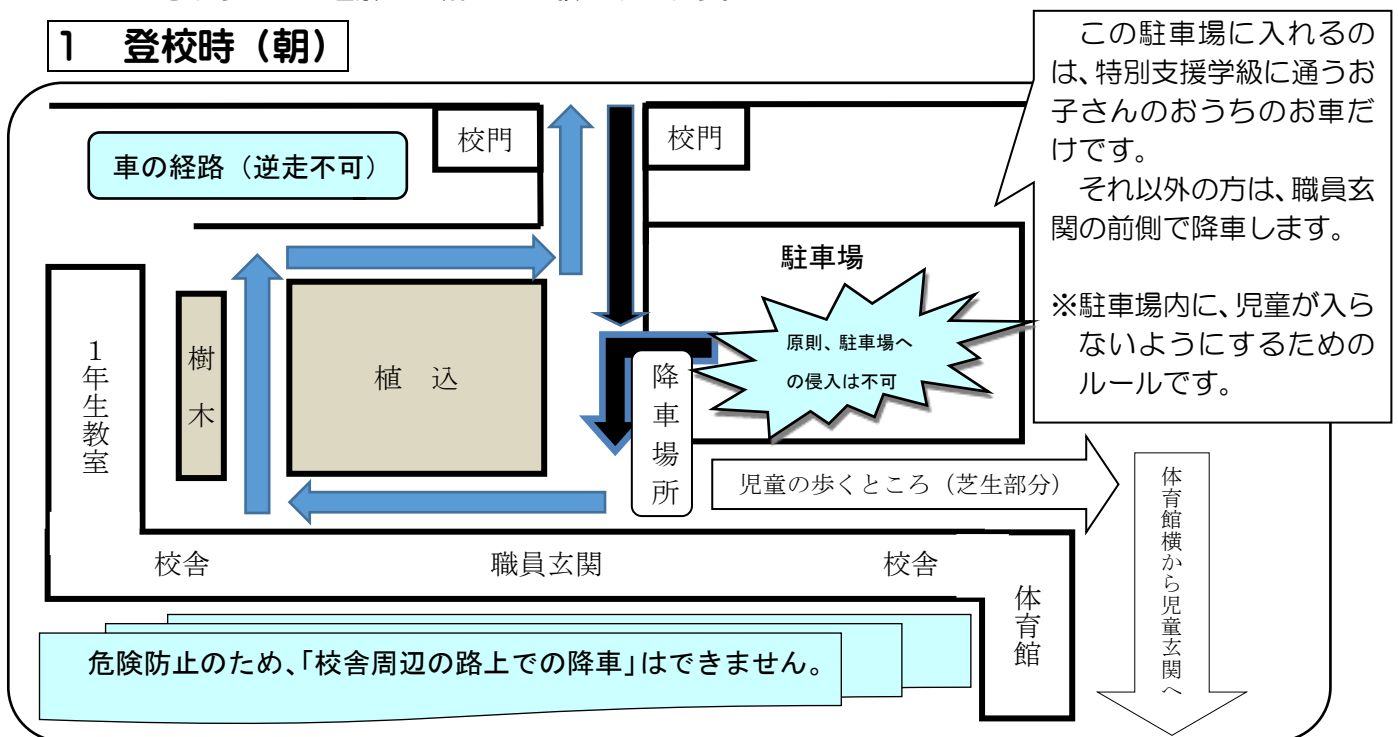 1　登校時（朝）
この駐車場に入れるの
は、特別支援学級に通うお
子さんのおうちのお車だ
けです。
それ以外の方は、職員玄
関の前側で降車します。
※駐車場内に、児童が入ら
ないようにするための
ルールです。
校門
校門
車の経路（逆走不可）
駐車場
原則、駐車場へ
の侵入は不可
1年生教室
樹木
植　込
降車場所
児童の歩くところ（芝生部分）
体育館横から児童玄関へ
校舎
職員玄関
校舎
体育館
危険防止のため、「校舎周辺の路上での降車」はできません。